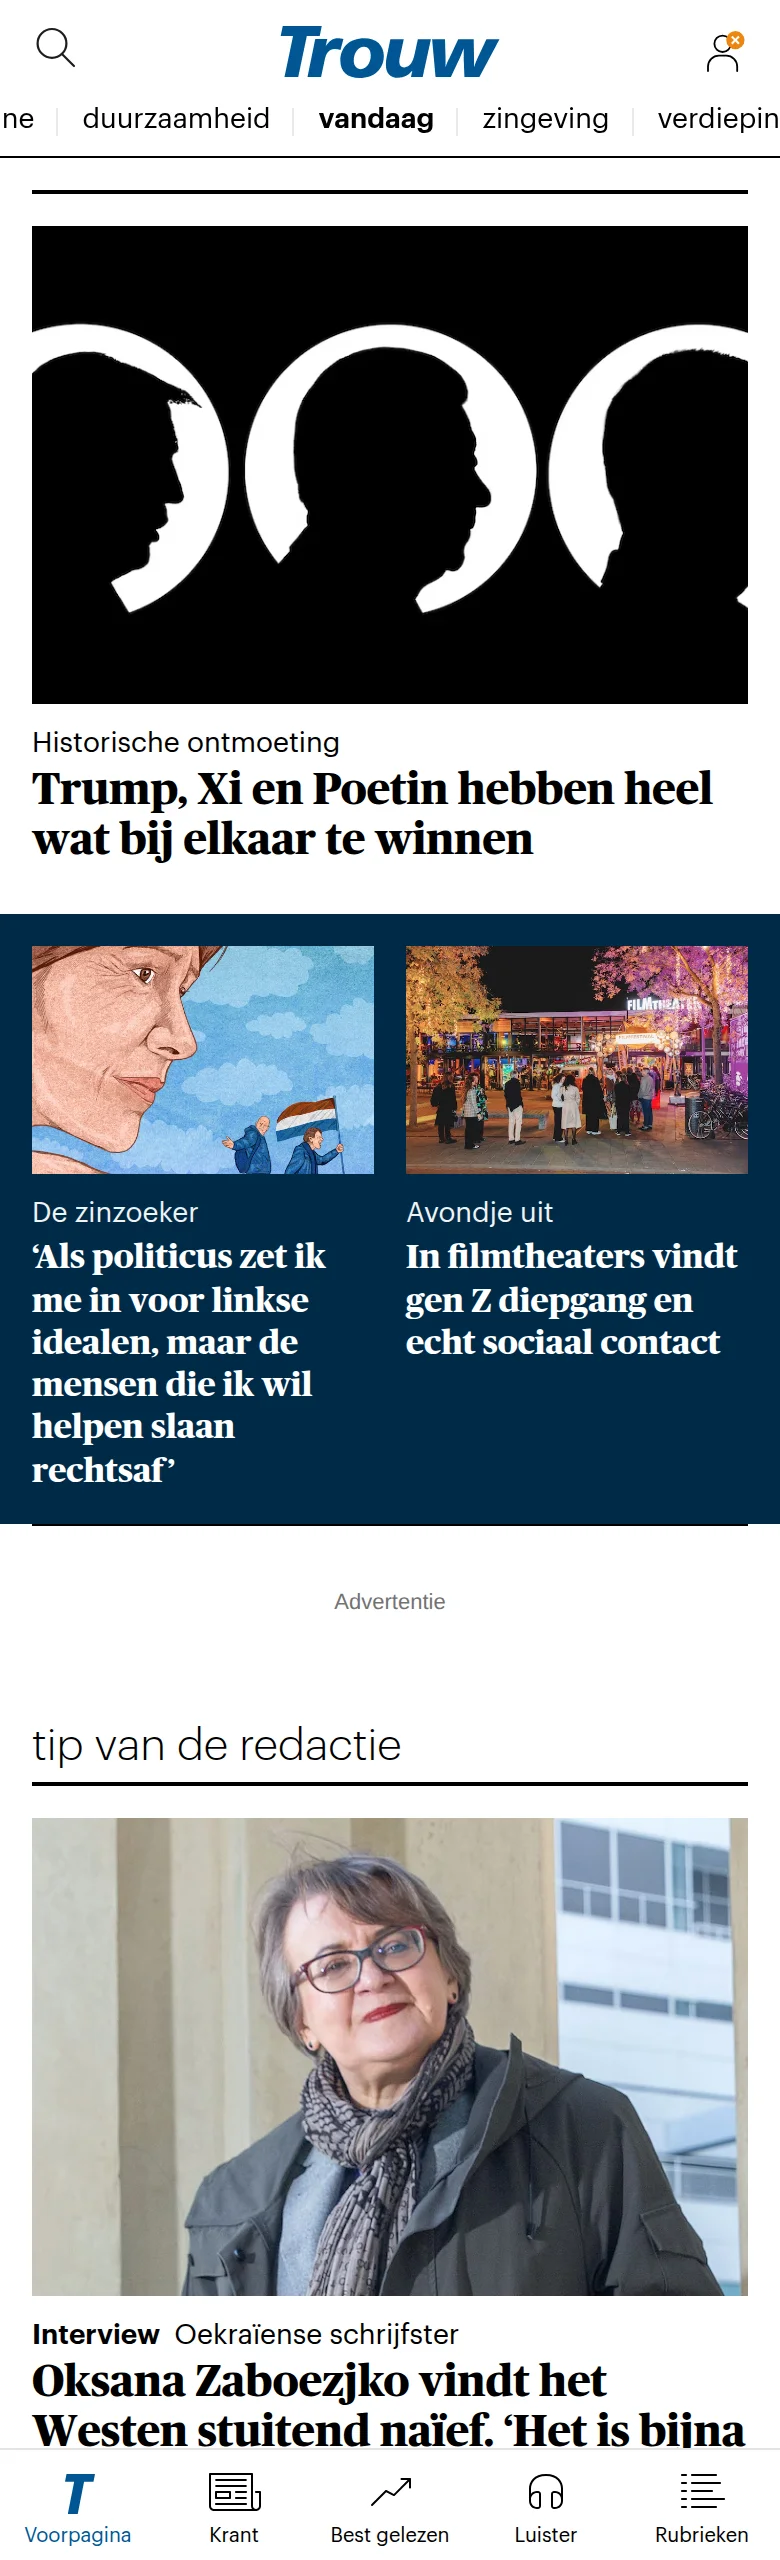 Trouw
ne
duurzaamheid
vandaag
zingeving
verdiepin
Historische ontmoeting
Trump, Xi en Poetin hebben heel
wat bij elkaar te winnen
FILMTHEATER
De zinzoeker
‘Als politicus zet ik
me in voor linkse
idealen, maar de
mensen die ik wil
helpen slaan
rechtsaf’
Avondje uit
In filmtheaters vindt
gen Z diepgang en
echt sociaal contact
Advertentie
tip van de redactie
Interview Oekraïense schrijfster
Oksana Zaboezjko vindt het
Westen stuitend naïef. ‘Het is bijna
Voorpagina
Krant
Best gelezen
Luister
Rubrieken